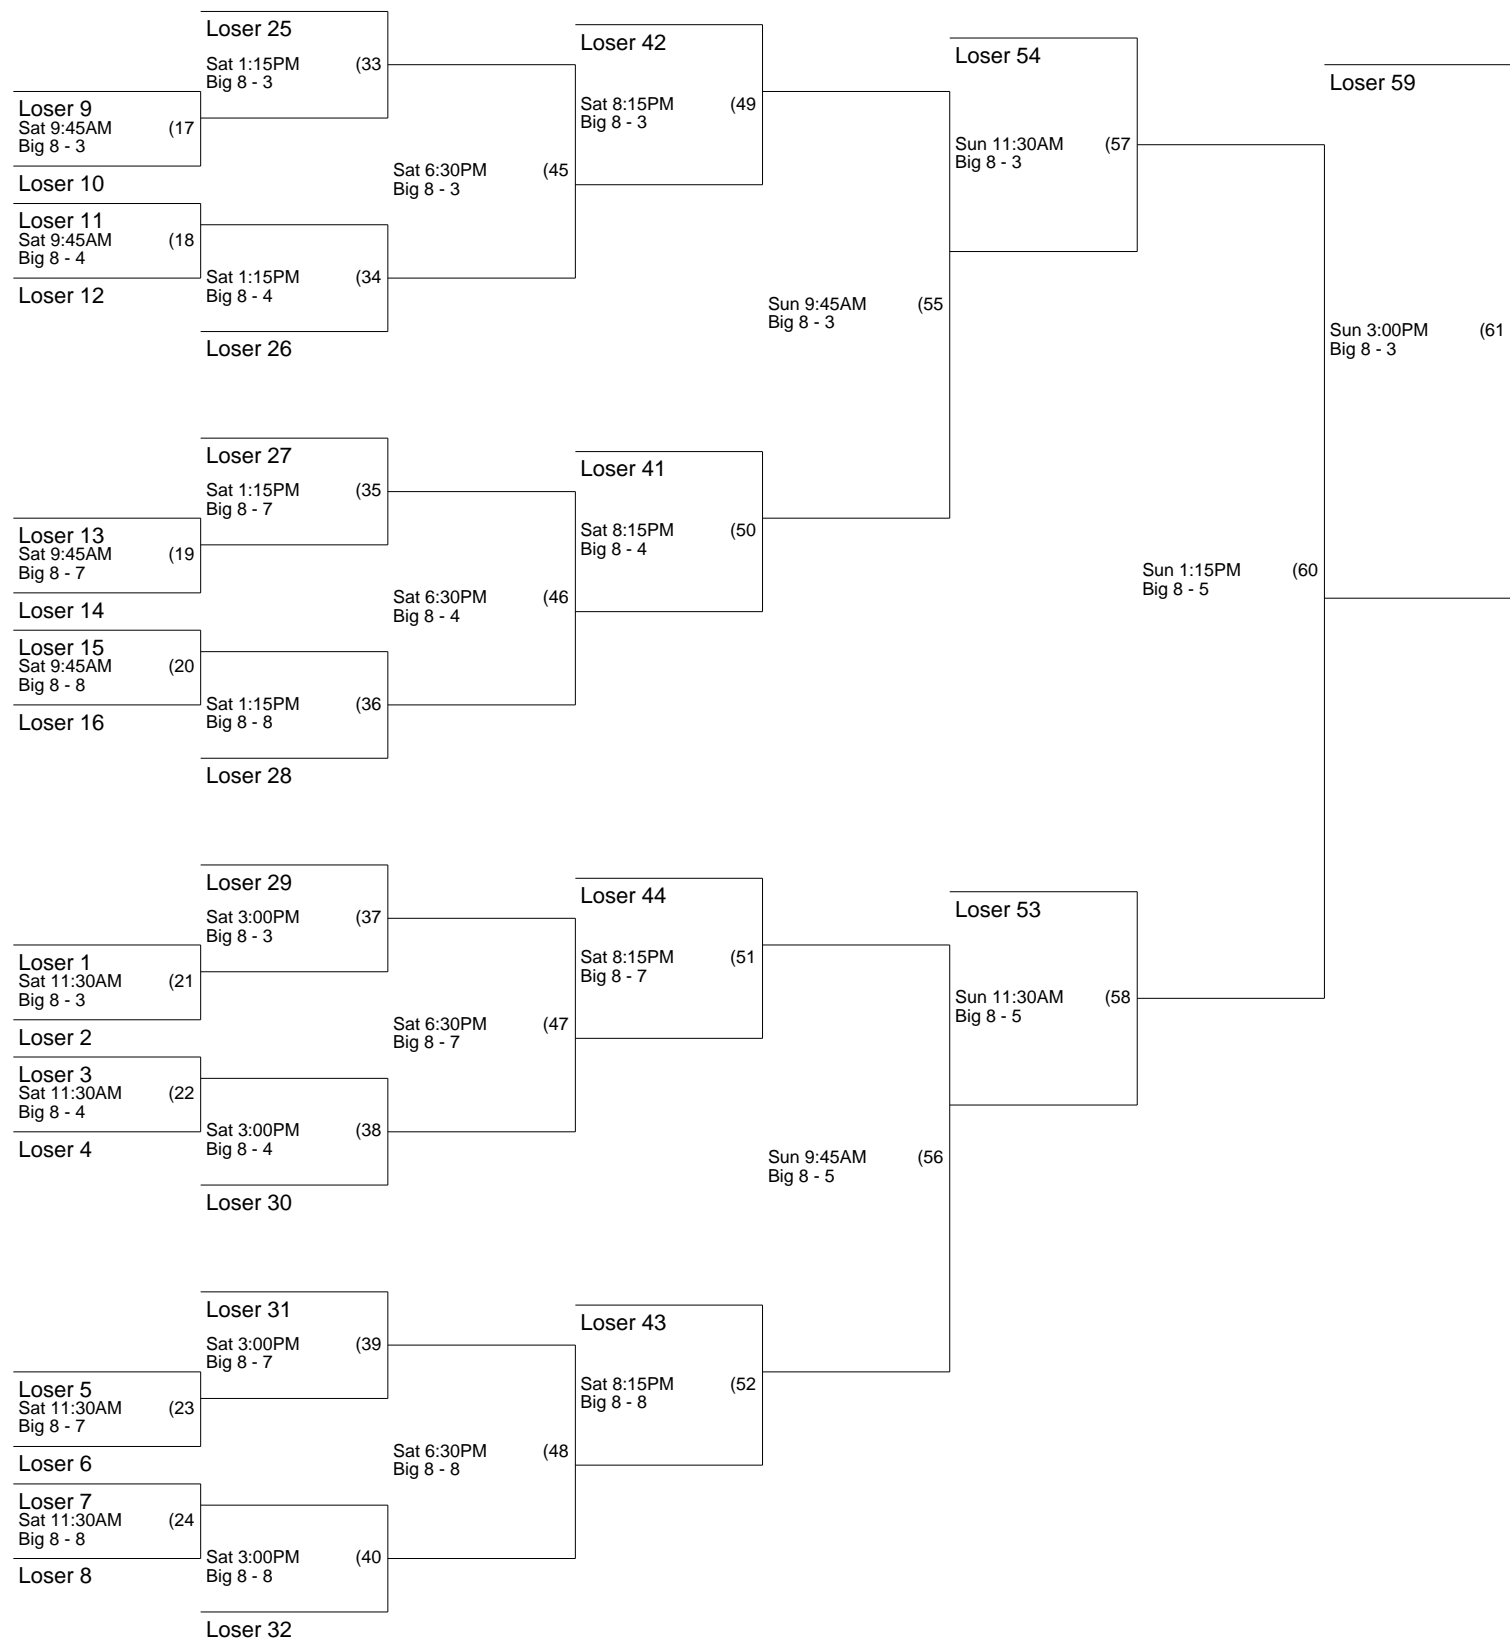 Loser 25
Sat 1:15PM (33
Big 8 - 3
Loser 9
Sat 9:45AM (17
Big 8 - 3
Loser 10
Loser 11
Sat 9:45AM (18
Big 8 - 4
Loser 12
Sat 1:15PM (34
Big 8 - 4
Loser 26
Loser 27
Sat 1:15PM (35
Big 8 - 7
Loser 13
Sat 9:45AM (19
Big 8 - 7
Loser 14
Loser 15
Sat 9:45AM (20
Big 8 - 8
Loser 16
Sat 1:15PM (36
Big 8 - 8
Loser 28
Loser 29
Sat 3:00PM (37
Big 8 - 3
Loser 1
Sat 11:30AM (21
Big 8 - 3
Loser 2
Loser 3
Sat 11:30AM (22
Big 8 - 4
Loser 4
Sat 3:00PM (38
Big 8 - 4
Loser 30
Loser 31
Sat 3:00PM (39
Big 8 - 7
Loser 5
Sat 11:30AM (23
Big 8 - 7
Loser 6
Loser 7
Sat 11:30AM (24
Big 8 - 8
Loser 8
Sat 3:00PM (40
Big 8 - 8
Loser 32
Sat 6:30PM (45
Big 8 - 3
Sat 6:30PM (46
Big 8 - 4
Sat 6:30PM (47
Big 8 - 7
Sat 6:30PM (48
Big 8 - 8
Loser 42
Sat 8:15PM (49
Big 8 - 3
Loser 41
Sat 8:15PM (50
Big 8 - 4
Loser 44
Sat 8:15PM (51
Big 8 - 7
Loser 43
Sat 8:15PM (52
Big 8 - 8
Sun 9:45AM (55
Big 8 - 3
Sun 9:45AM (56
Big 8 - 5
Loser 54
Sun 11:30AM (57
Big 8 - 3
Loser 53
Sun 11:30AM (58
Big 8 - 5
Sun 1:15PM (60
Big 8 - 5
Loser 59
Sun 3:00PM (61
Big 8 - 3